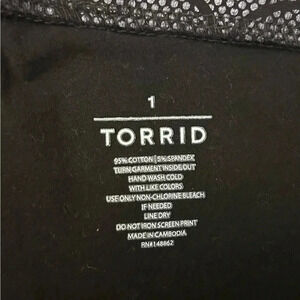 1
TORRID
95% COTTON | 5% SPANDEX
TURN GARMENT INSIDE OUT
HAND WASH COLD
WITH LIKE COLORS
USE ONLY NON-CHLORINE BLEACH
IF NEEDED
LINE DRY
DO NOT IRON SCREEN PRINT
MADE IN CAMBODIA
RN#148862